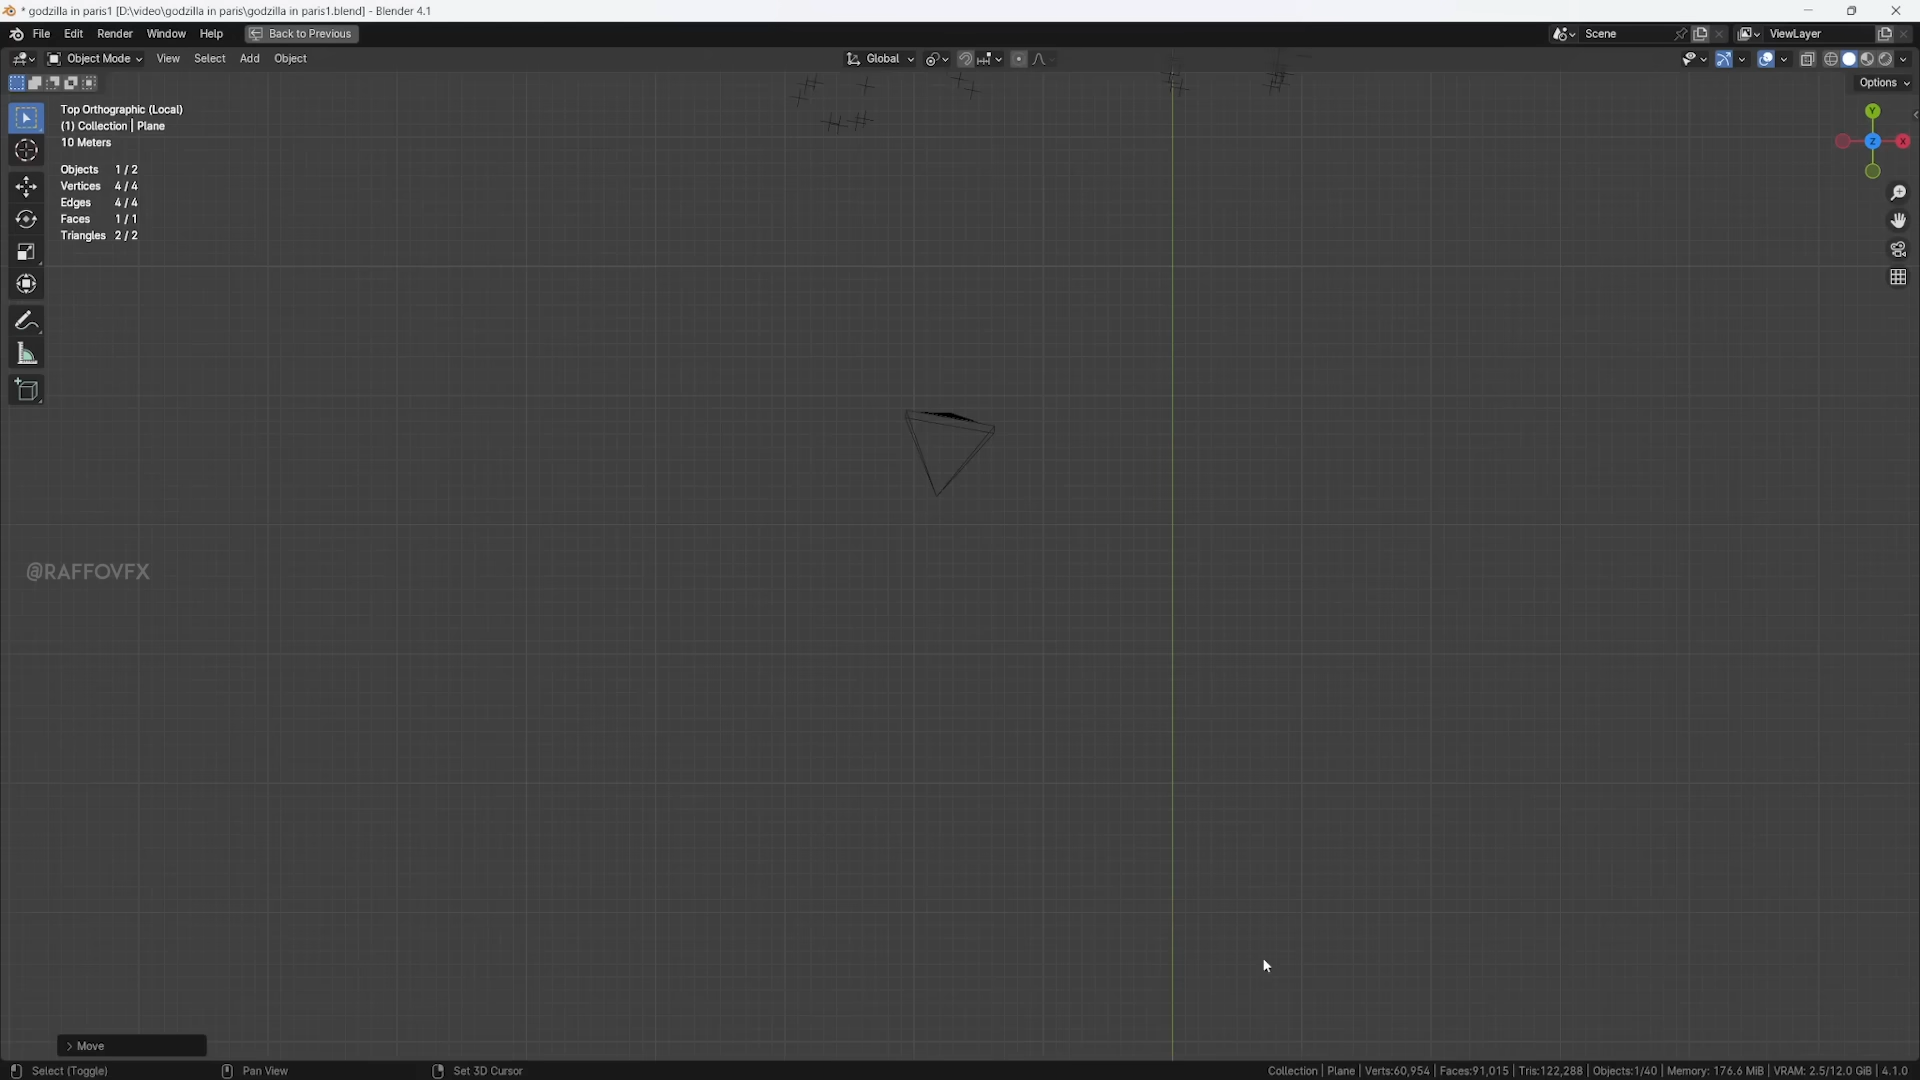 * godzilla in paris1 [D:\video\godzilla in paris\godzilla in paris1.blend] - Blender 4.1
File Edit Render Window Help Back to Previous Scene ViewLayer
Object Mode View Select Add Object Global
Options
Top Orthographic (Local)
(1) Collection | Plane
10 Meters
Objects 1 / 2
Vertices 4 / 4
Edges 4 / 4
Faces 1 / 1
Triangles 2 / 2
Y
Z X
@RAFFOVFX
> Move
Select (Toggle) Pan View Set 3D Cursor Collection | Plane | Verts:60,954 | Faces:91,015 | Tris:122,288 | Objects:1/40 | Memory: 176.6 MiB | VRAM: 2.5/12.0 GiB | 4.1.0